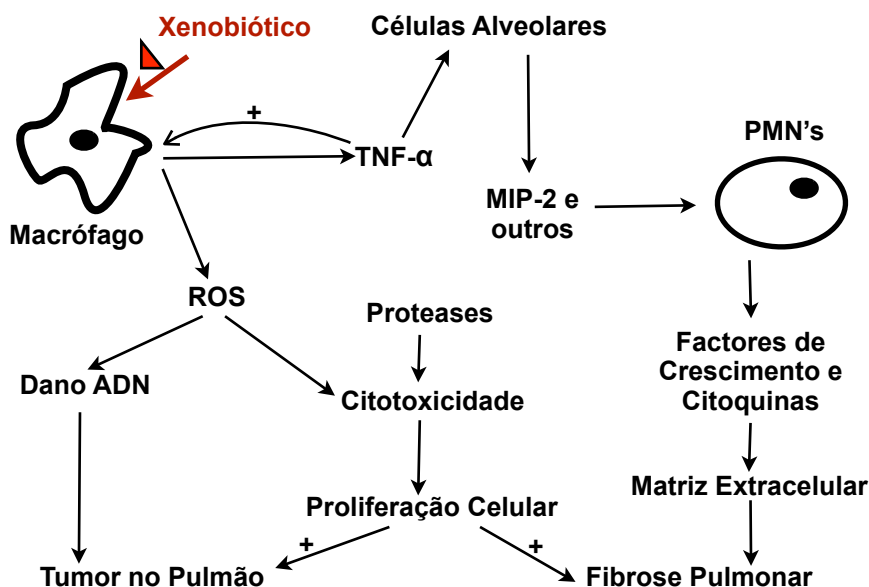 Xenobiótico
Células Alveolares
+
TNF-α
PMN's
MIP-2 e
outros
Macrófago
ROS
Proteases
Factores de
Crescimento e
Citoquinas
Dano ADN
Citotoxicidade
Matriz Extracelular
Proliferação Celular
+
+
Tumor no Pulmão
Fibrose Pulmonar